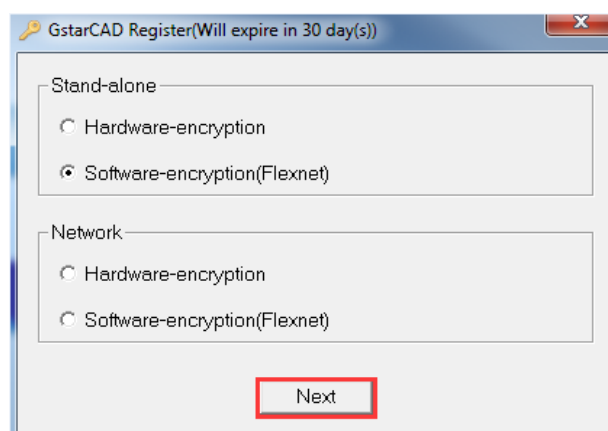 GstarCAD Register(Will expire in 30 day(s))
Stand-alone
Hardware-encryption
Software-encryption(Flexnet)
Network
Hardware-encryption
Software-encryption(Flexnet)
Next